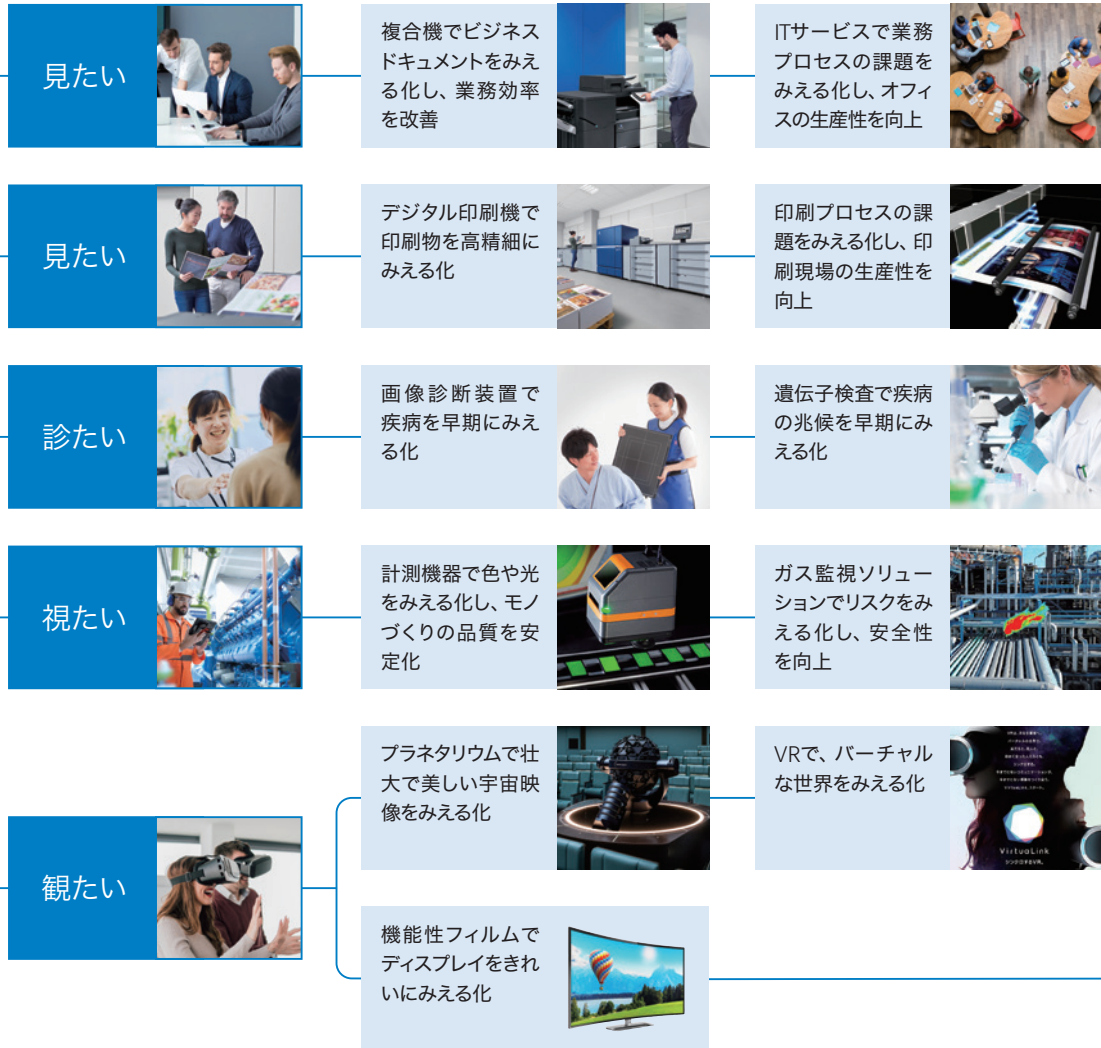 見たい
複合機でビジネス
ドキュメントをみえ
る化し、業務効率
を改善
ITサービスで業務
プロセスの課題を
みえる化し、オフィ
スの生産性を向上
見たい
デジタル印刷機で
印刷物を高精細に
みえる化
印刷プロセスの課
題をみえる化し、印
刷現場の生産性を
向上
診たい
画像診断装置で
疾病を早期にみえ
る化
遺伝子検査で疾病
の兆候を早期にみ
える化
視たい
計測機器で色や光
をみえる化し、モノ
づくりの品質を安
定化
ガス監視ソリュー
ションでリスクをみ
える化し、安全性
を向上
観たい
プラネタリウムで壮
大で美しい宇宙映
像をみえる化
VRで、バーチャル
な世界をみえる化
VirtuaLink
シンクロするVR。
機能性フィルムで
ディスプレイをきれ
いにみえる化